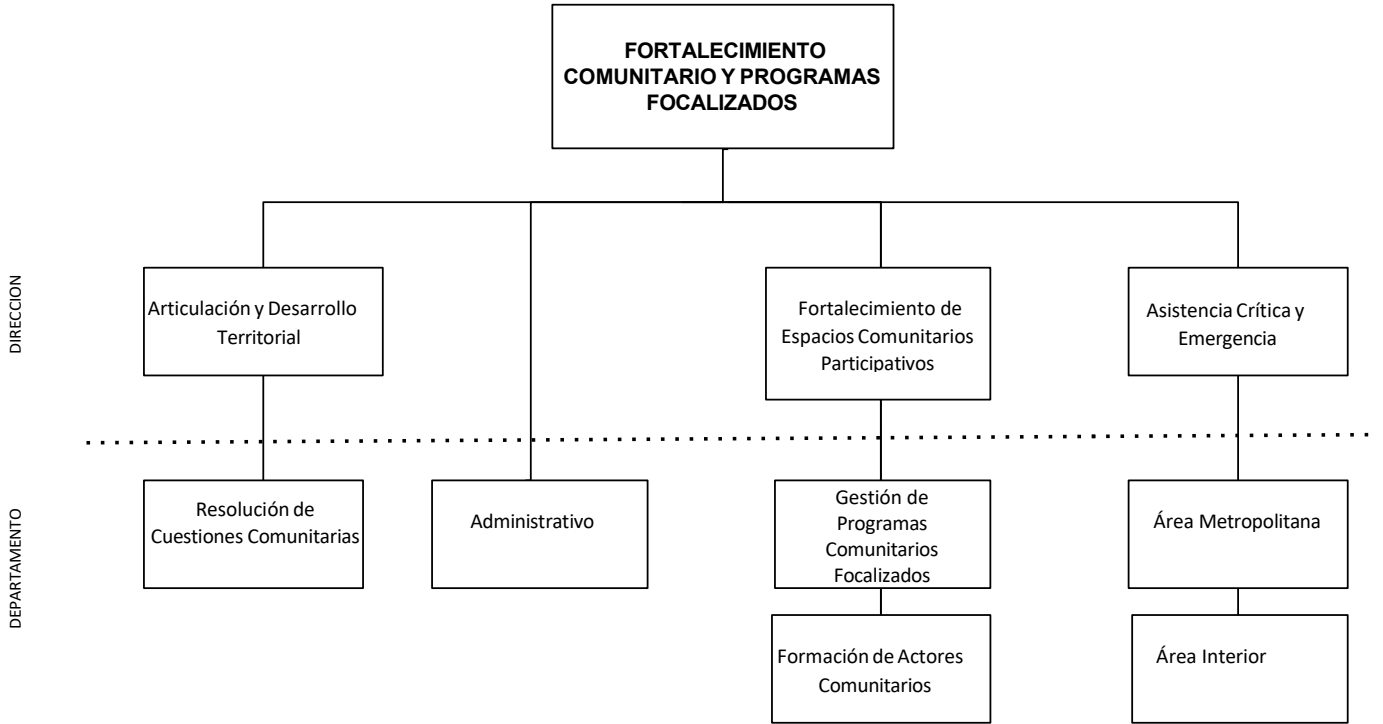 FORTALECIMIENTO
COMUNITARIO Y PROGRAMAS
FOCALIZADOS
DIRECCION
Articulación y Desarrollo
Territorial
Fortalecimiento de
Espacios Comunitarios
Participativos
Asistencia Crítica y
Emergencia
DEPARTAMENTO
Resolución de
Cuestiones Comunitarias
Administrativo
Gestión de
Programas
Comunitarios
Focalizados
Área Metropolitana
Formación de Actores
Comunitarios
Área Interior